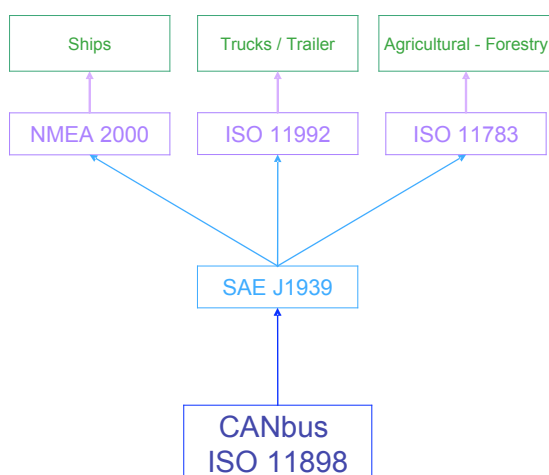 Ships
Trucks / Trailer
Agricultural - Forestry
NMEA 2000
ISO 11992
ISO 11783
SAE J1939
CANbus
ISO 11898